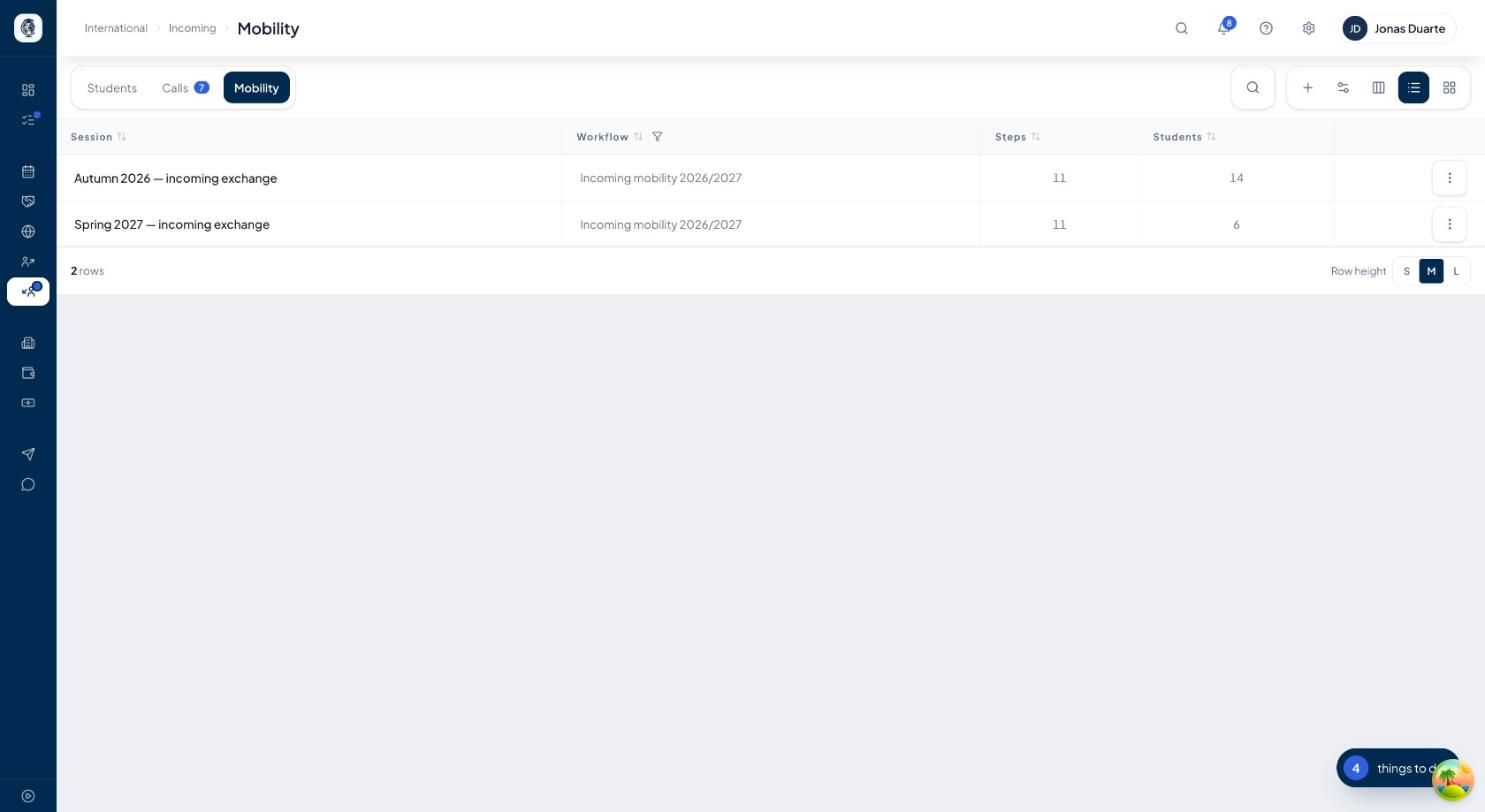 International Incoming Mobility
8
JD Jonas Duarte
Students Calls 7 Mobility
Session Workflow Steps Students
Autumn 2026 — incoming exchange Incoming mobility 2026/2027 11 14
Spring 2027 — incoming exchange Incoming mobility 2026/2027 11 6
2 rows Row height S M L
4 things to